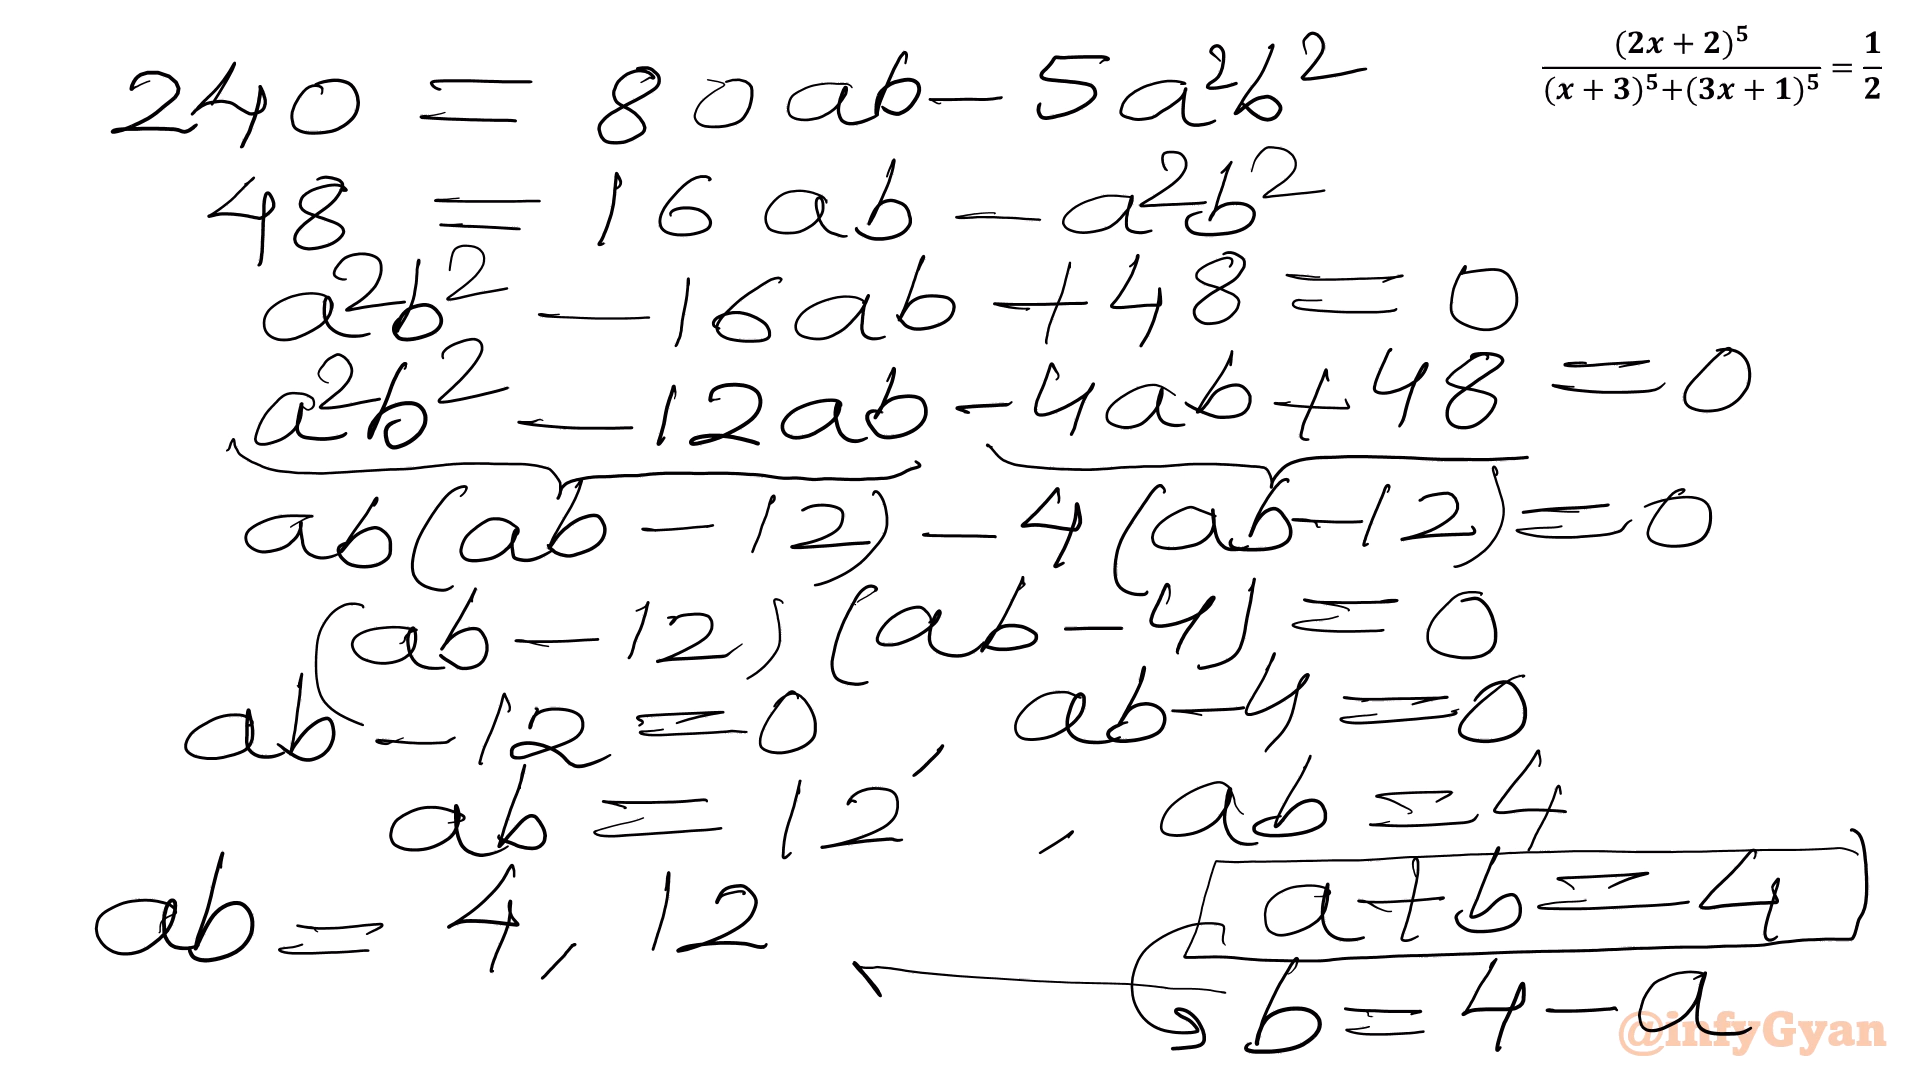 240 = 80ab - 5a²b²
(2x + 2)⁵ / (x + 3)⁵+(3x + 1)⁵ = 1/2
48 = 16ab - a²b²
a²b² - 16ab + 48 = 0
a²b² - 12ab - 4ab + 48 = 0
ab(ab - 12) - 4(ab - 12) = 0
(ab - 12)(ab - 4) = 0
ab - 12 = 0 , ab - 4 = 0
ab = 12 , ab = 4
ab = 4, 12
a + b = 4
b = 4 - a
@infyGyan